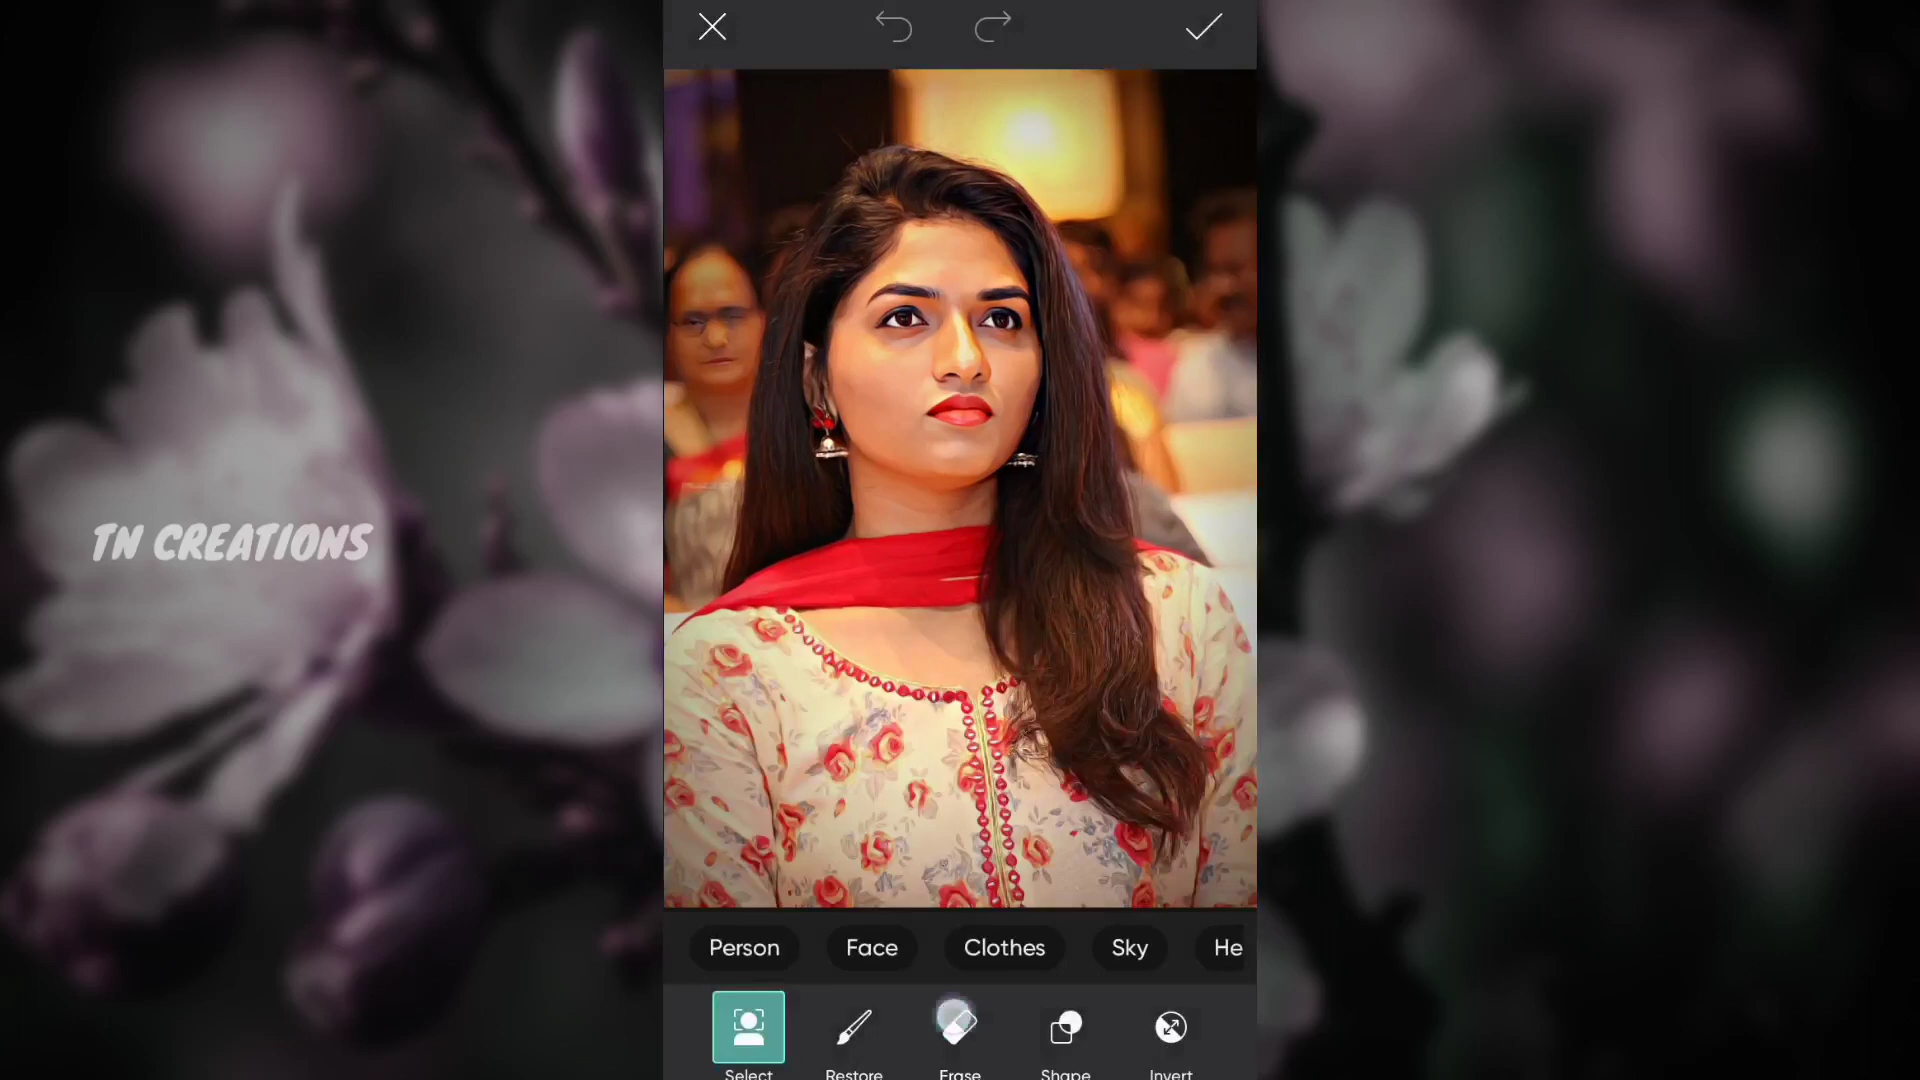 TN CREATIONS
Person Face Clothes Sky He
Select Restore Erase Shape Invert